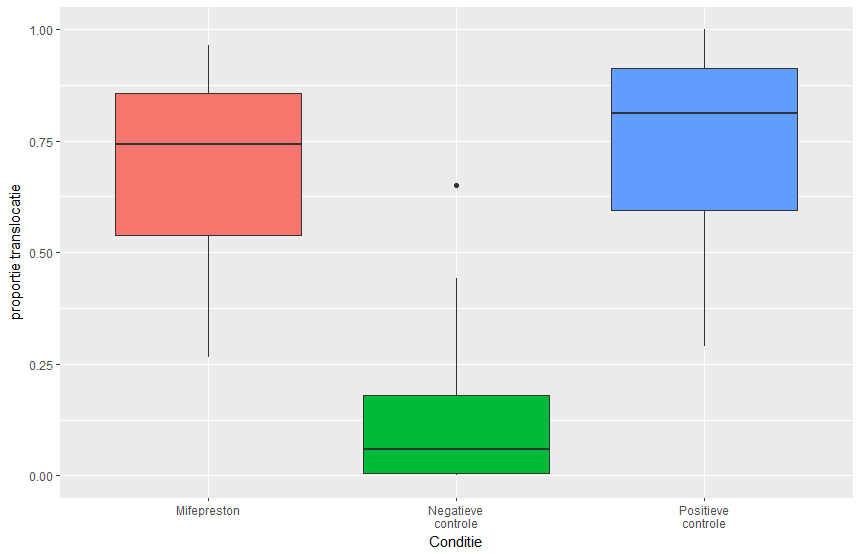 1.00
0.75
0.50
0.25
0.00
proportie translocatie
Mifepreston
Negatieve
controle
Positieve
controle
Conditie